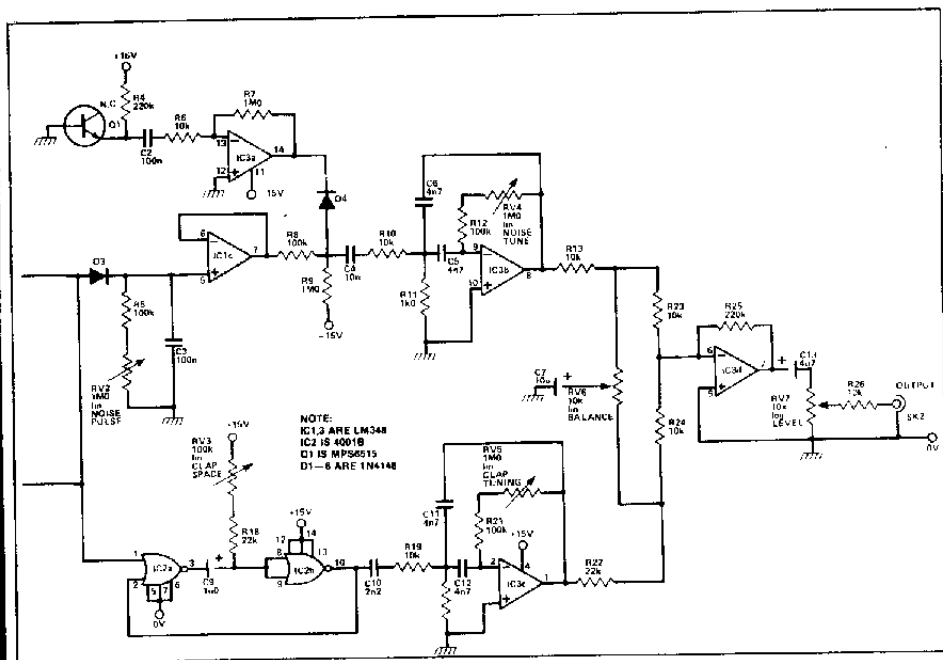 +15V
R4
220k
N.C
Q1
C2
100n
R6
10k
R7
1M0
13
14
12
IC3a
11
-15V
D4
6
7
5
IC1c
R8
100k
C4
10n
R10
10k
R9
1M0
-15V
C6
4n7
R12
100k
RV4
1M0
lin
NOISE
TUNE
C5
4n7
9
10
8
IC3b
R11
1k0
R13
10k
D3
R5
100k
RV2
1M0
lin
NOISE
PULSE
C3
100n
R23
10k
R25
220k
6
7
5
IC3d
4u7
R26
RV7
10k
log
LEVEL
OUTPUT
SK2
0V
C7
10u
RV6
10k
lin
BALANCE
R24
10k
NOTE:
IC1,3 ARE LM348
IC2 IS 4001B
Q1 IS MPS6515
D1—6 ARE 1N4148
+15V
RV3
100k
lin
CLAP
SPACE
R18
22k
1
2
3
IC2a
5
7
6
0V
C9
1u0
+15V
12
14
13
8
9
10
IC2b
C10
2n2
R19
10k
C11
4n7
RV5
1M0
lin
CLAP
TUNING
R21
100k
C12
4n7
+15V
2
4
1
IC3c
R22
22k